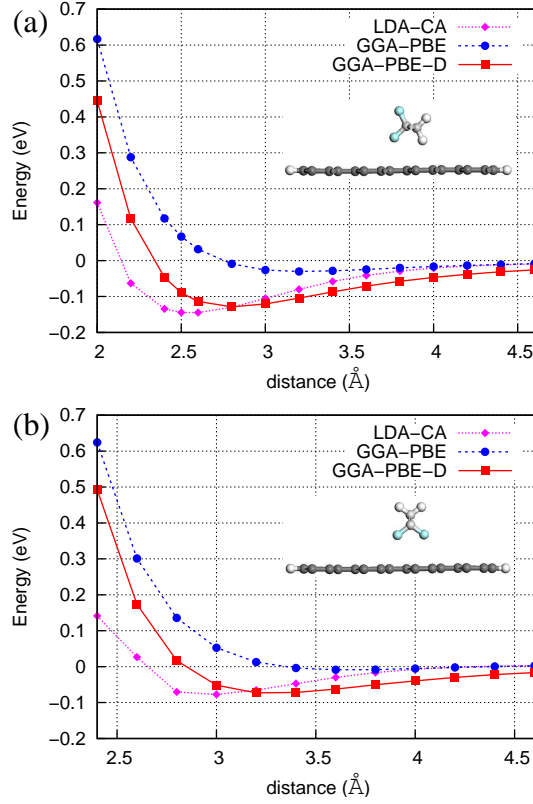 (a)
0.7
0.6
0.5
0.4
0.3
0.2
0.1
0
−0.1
−0.2
Energy (eV)
LDA−CA
GGA−PBE
GGA−PBE−D
2 2.5 3 3.5 4 4.5
distance (Å)
(b)
0.7
0.6
0.5
0.4
0.3
0.2
0.1
0
−0.1
−0.2
Energy (eV)
LDA−CA
GGA−PBE
GGA−PBE−D
2.5 3 3.5 4 4.5
distance (Å)